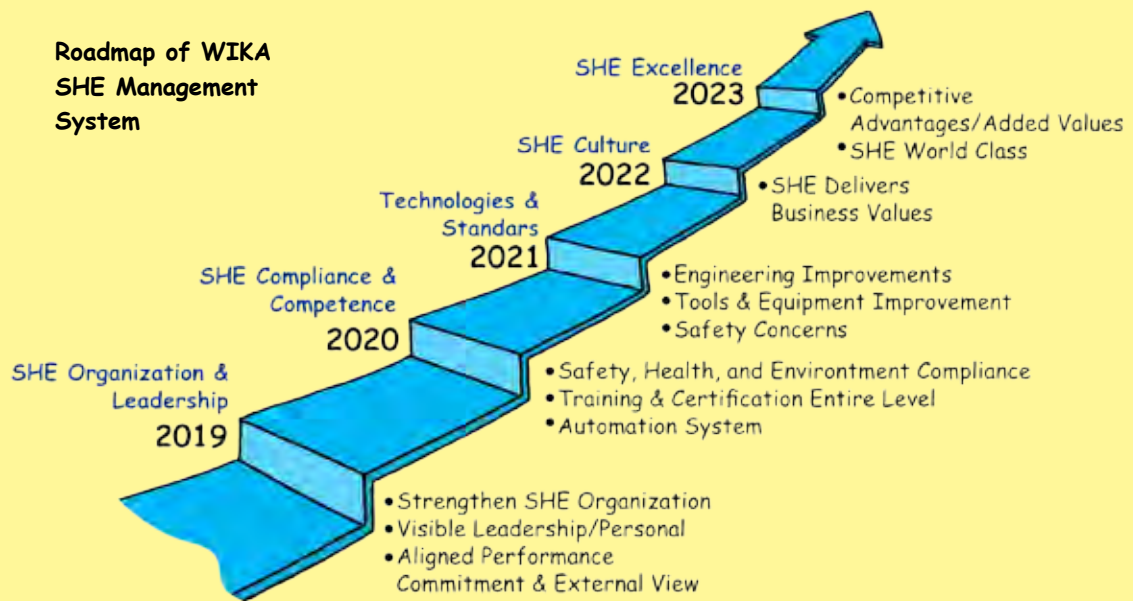 Roadmap of WIKA
SHE Management
System
SHE Excellence
2023
• Competitive
Advantages/Added Values
• SHE World Class
SHE Culture
2022
• SHE Delivers
Business Values
Technologies &
Standars
2021
• Engineering Improvements
• Tools & Equipment Improvement
• Safety Concerns
SHE Compliance &
Competence
2020
• Safety, Health, and Environtment Compliance
• Training & Certification Entire Level
• Automation System
SHE Organization &
Leadership
2019
• Strengthen SHE Organization
• Visible Leadership/Personal
• Aligned Performance
Commitment & External View